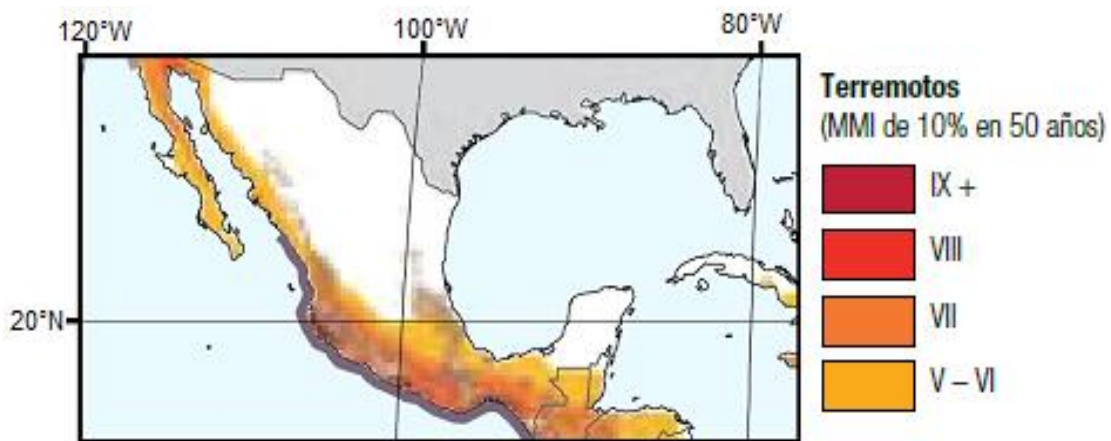 120°W
100°W
80°W
20°N
Terremotos
(MMI de 10% en 50 años)
IX +
VIII
VII
V – VI